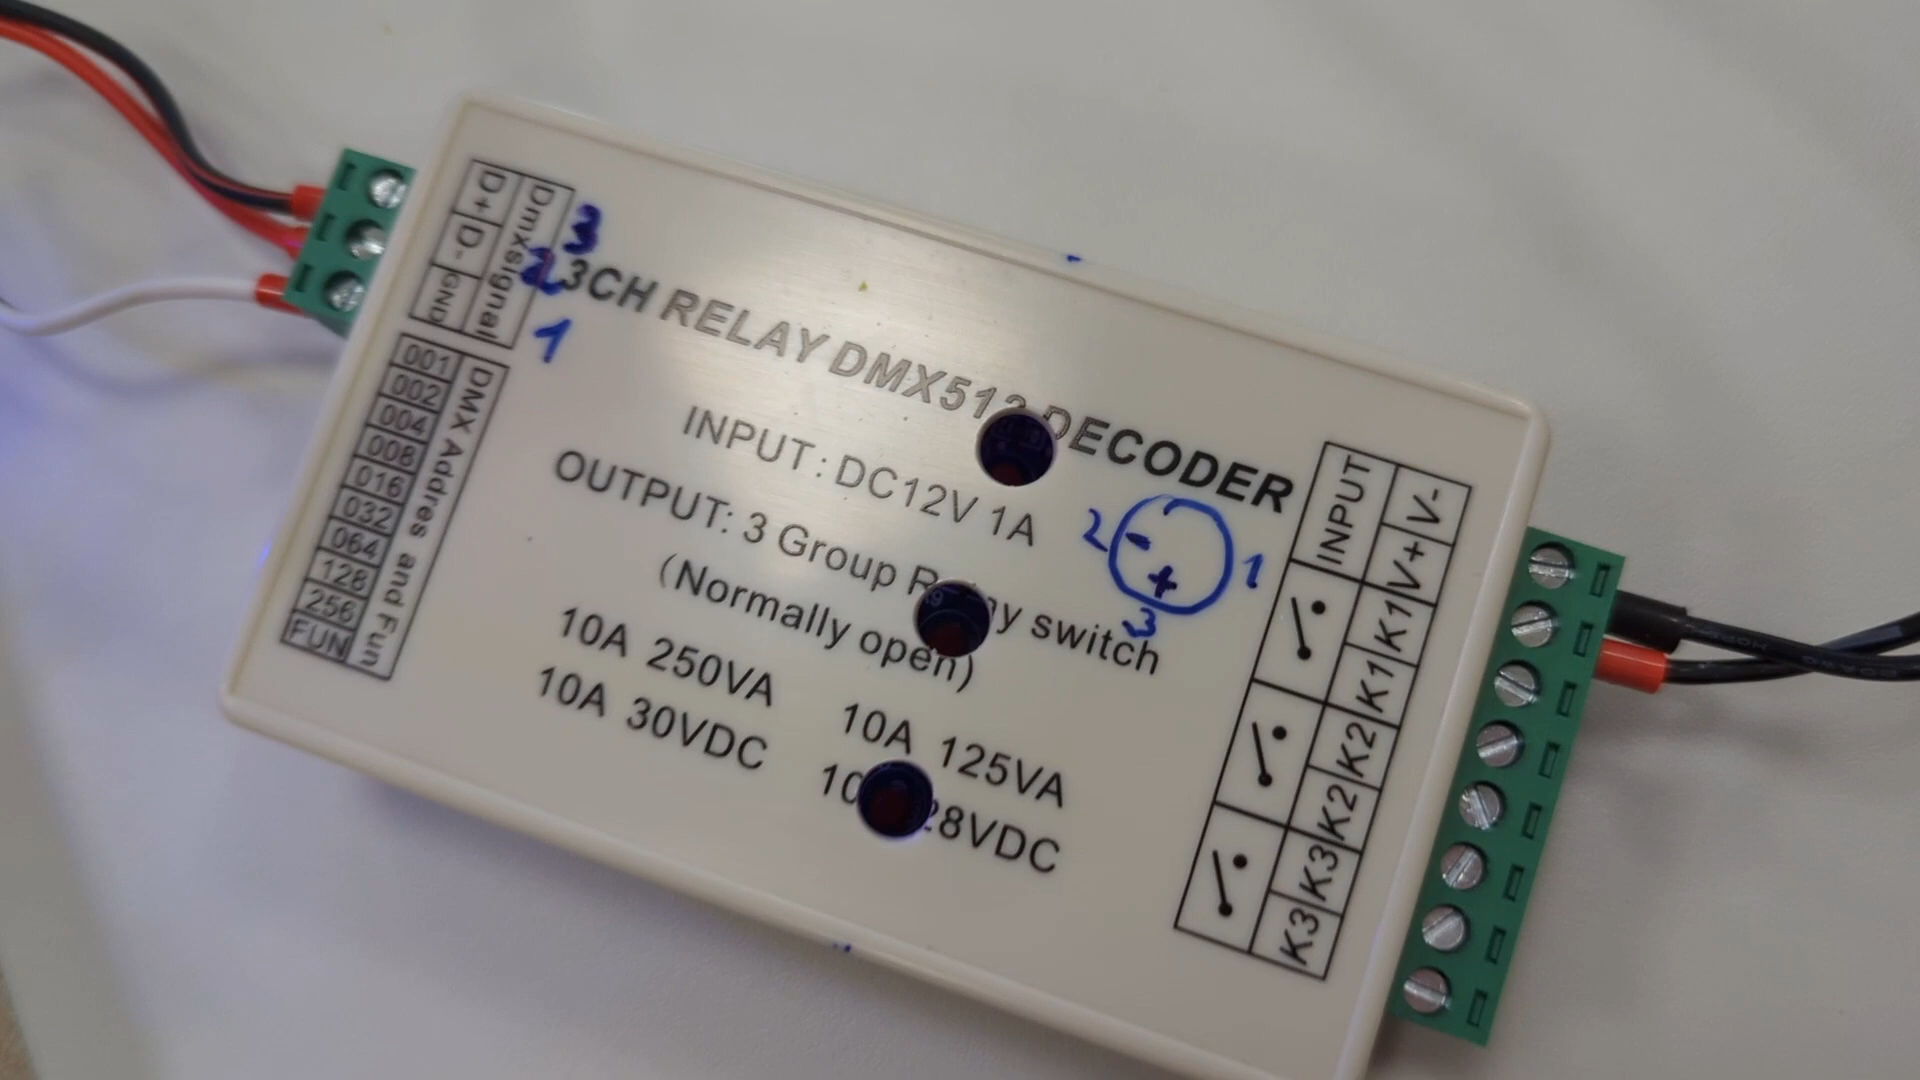 Dmxsignal
D+
D-
GND
3
2
1
DMX Addres and Fun
001
002
004
008
016
032
064
128
256
FUN
3CH RELAY DMX512 DECODER
INPUT: DC12V 1A
OUTPUT: 3 Group Relay switch
(Normally open)
10A 250VA 10A 125VA
10A 30VDC 10 28VDC
2 - 1
+
3
INPUT
V-
V+
K1
K1
K2
K2
K3
K3